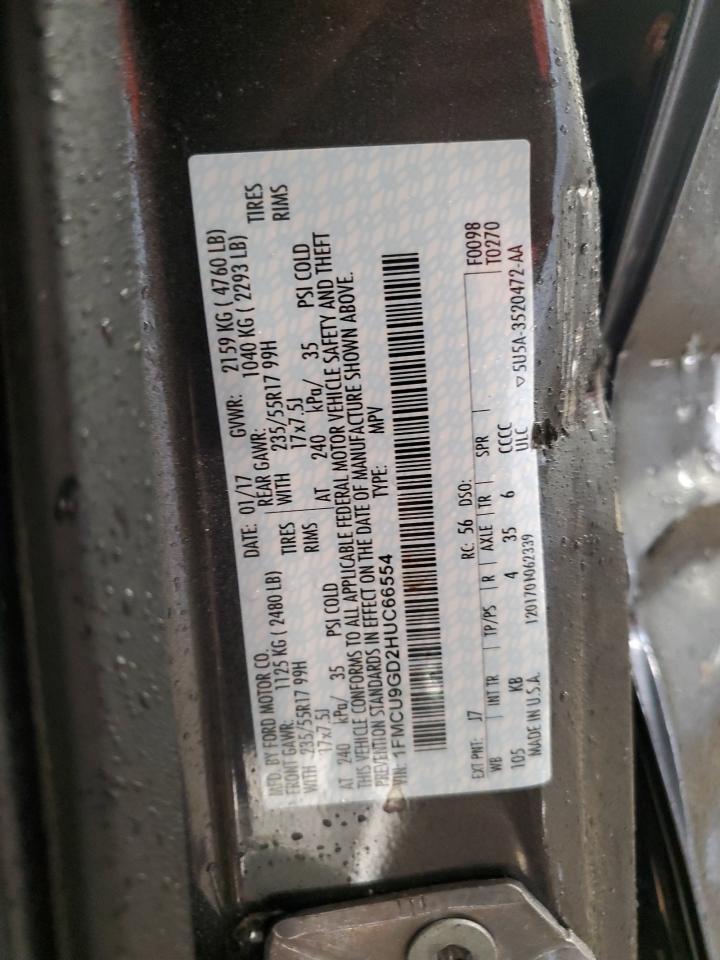 MFD. BY FORD MOTOR CO. DATE: 01/17 GVWR: 2159 KG ( 4760 LB)
FRONT GAWR: 1125 KG ( 2480 LB) REAR GAWR: 1040 KG ( 2293 LB)
WITH 235/55R17 99H TIRES WITH 235/55R17 99H TIRES
17x7.5J RIMS 17x7.5J RIMS
AT 240 kPa/ 35 PSI COLD AT 240 kPa/ 35 PSI COLD
THIS VEHICLE CONFORMS TO ALL APPLICABLE FEDERAL MOTOR VEHICLE SAFETY AND THEFT
PREVENTION STANDARDS IN EFFECT ON THE DATE OF MANUFACTURE SHOWN ABOVE.
VIN: 1FMCU9GD2HUC66554 TYPE: MPV
F0098
EXT PNT: J7 RC: 56 DSO: T0270
WB INT TR TP/PS R AXLE TR SPR
105 KB 4 35 6 CCCC
ULC
MADE IN U.S.A. 1201701062339 ▽5U5A-3520472-AA